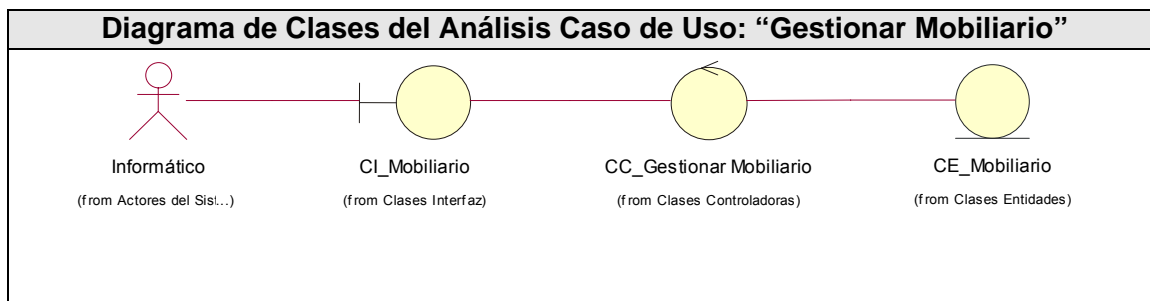 Diagrama de Clases del Análisis Caso de Uso: “Gestionar Mobiliario”
Informático CI_Mobiliario CC_Gestionar Mobiliario CE_Mobiliario
(from Actores del Sist...) (from Clases Interfaz) (from Clases Controladoras) (from Clases Entidades)